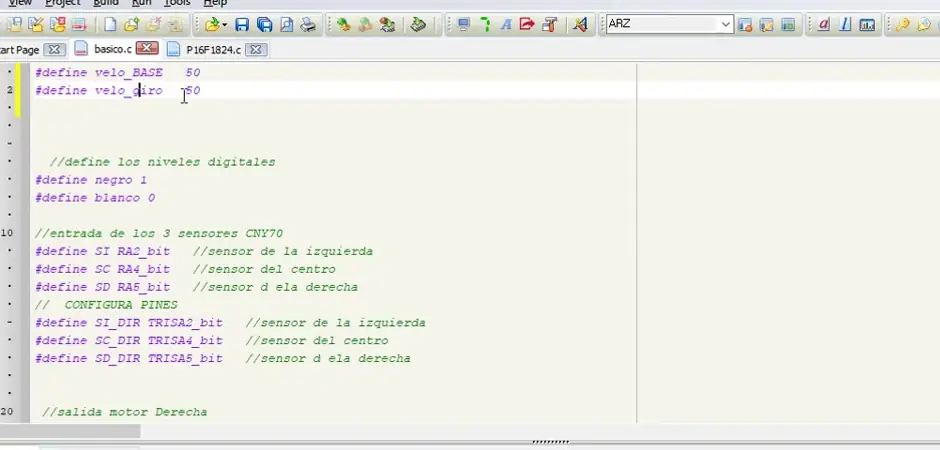 View Project Build Run Tools Help
ARZ
art Page basico.c P16F1824.c
#define velo_BASE 50
2 #define velo_giro 50
//define los niveles digitales
#define negro 1
#define blanco 0
10 //entrada de los 3 sensores CNY70
#define SI RA2_bit //sensor de la izquierda
#define SC RA4_bit //sensor del centro
#define SD RA5_bit //sensor d ela derecha
// CONFIGURA PINES
#define SI_DIR TRISA2_bit //sensor de la izquierda
#define SC_DIR TRISA4_bit //sensor del centro
#define SD_DIR TRISA5_bit //sensor d ela derecha
20 //salida motor Derecha